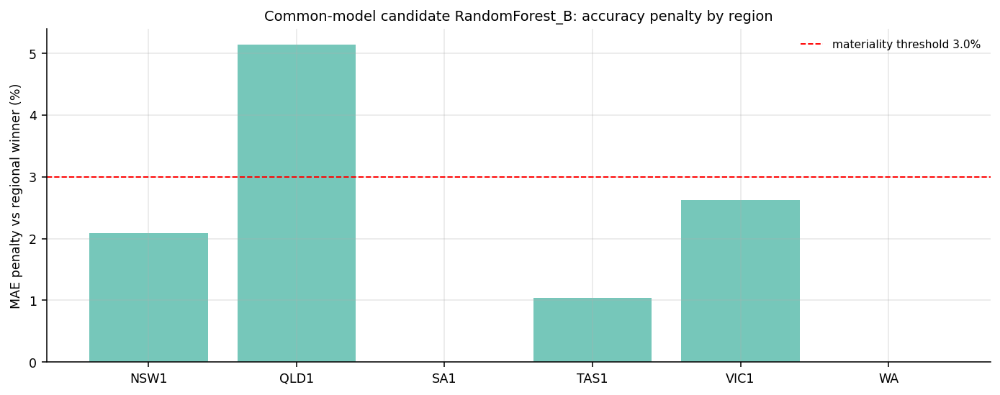 Common-model candidate RandomForest_B: accuracy penalty by region
materiality threshold 3.0%
MAE penalty vs regional winner (%)
5
4
3
2
1
0
NSW1 QLD1 SA1 TAS1 VIC1 WA